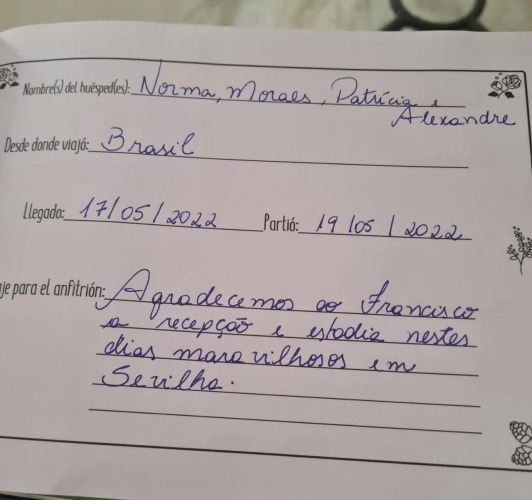 Nombre(s) del huésped(es): Norma, Moraes, Patrícia e
Alexandre
Desde donde viajó: Brasil
Llegado: 17/05/2022 Partió: 19/05/2022
je para el anfitrión: Agradecemos ao Francisco
a recepção e estadia nestes
dias maravilhosos em
Sevilha.